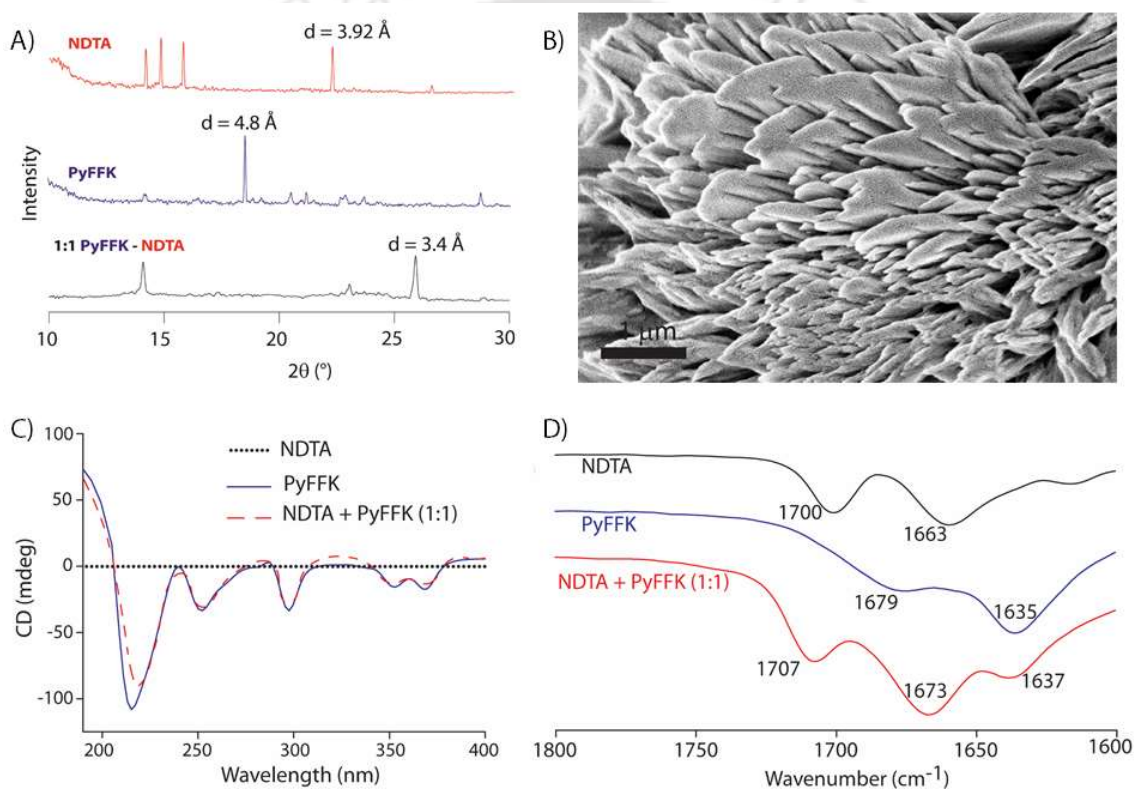 A)
NDTA
d = 3.92 Å
d = 4.8 Å
PyFFK
1:1 PyFFK - NDTA
d = 3.4 Å
Intensity
10 15 20 25 30
2θ (°)
B)
1 μm
C)
100
50
0
-50
-100
NDTA
PyFFK
NDTA + PyFFK (1:1)
CD (mdeg)
200 250 300 350 400
Wavelength (nm)
D)
NDTA
1700
1663
PyFFK
1679
1635
NDTA + PyFFK (1:1)
1707
1673
1637
1800 1750 1700 1650 1600
Wavenumber (cm⁻¹)